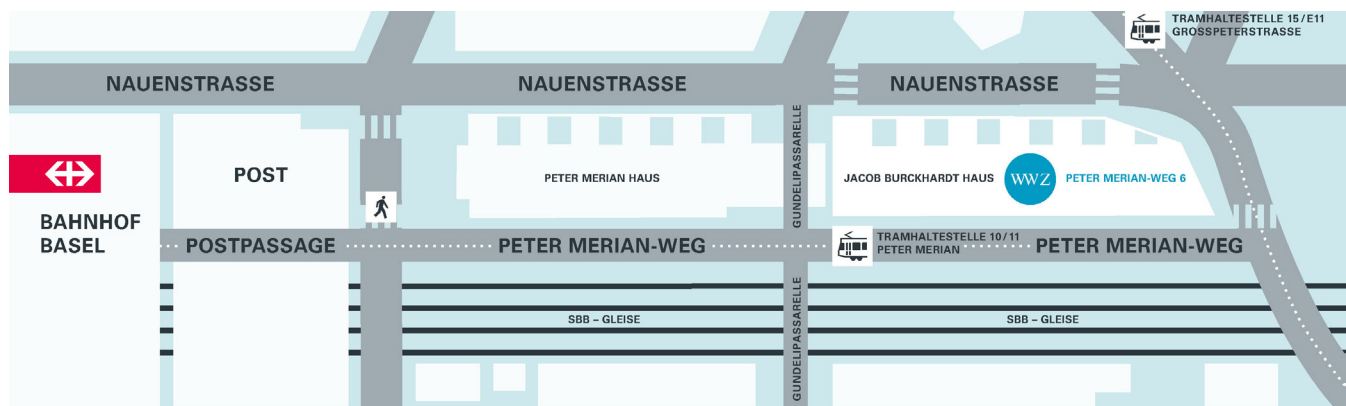 TRAMHALTESTELLE 15/E11
GROSSPETERSTRASSE
NAUENSTRASSE
NAUENSTRASSE
NAUENSTRASSE
POST
PETER MERIAN HAUS
GUNDELIPASSARELLE
JACOB BURCKHARDT HAUS
WWZ
PETER MERIAN-WEG 6
BAHNHOF
BASEL
POSTPASSAGE
PETER MERIAN-WEG
TRAMHALTESTELLE 10/11
PETER MERIAN
PETER MERIAN-WEG
SBB – GLEISE
GUNDELIPASSARELLE
SBB – GLEISE